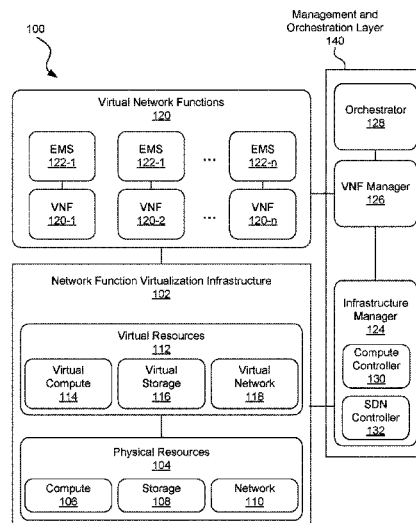 Management and
Orchestration Layer
140
100
Virtual Network Functions
120
EMS
122-1
EMS
122-1
...
EMS
122-n
VNF
120-1
VNF
120-2
...
VNF
120-n
Orchestrator
128
VNF Manager
126
Network Function Virtualization Infrastructure
102
Virtual Resources
112
Virtual
Compute
114
Virtual
Storage
116
Virtual
Network
118
Physical Resources
104
Compute
106
Storage
108
Network
110
Infrastructure
Manager
124
Compute
Controller
130
SDN
Controller
132